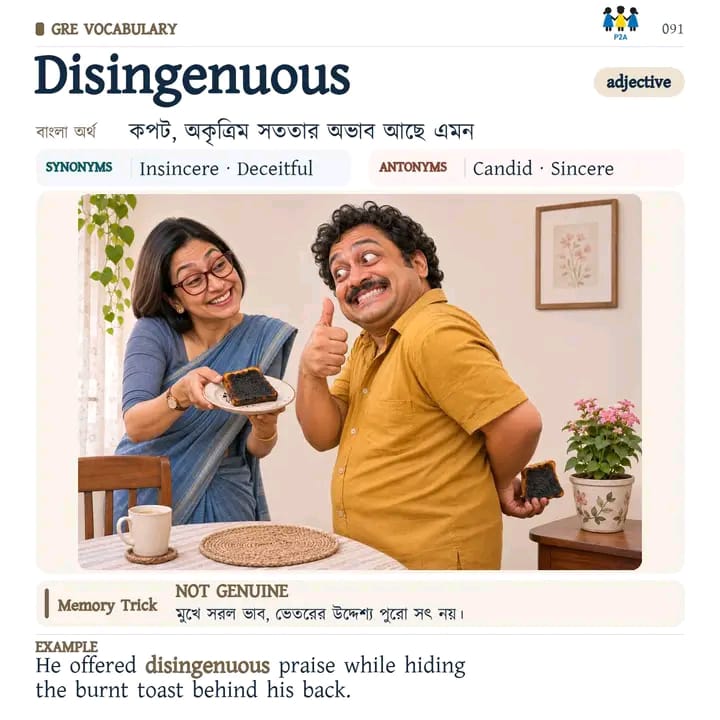 GRE VOCABULARY
P2A
091
Disingenuous
adjective
বাংলা অর্থ কপট, অকৃত্রিম সততার অভাব আছে এমন
SYNONYMS Insincere · Deceitful
ANTONYMS Candid · Sincere
Memory Trick
NOT GENUINE
মুখে সরল ভাব, ভেতরের উদ্দেশ্য পুরো সৎ নয়।
EXAMPLE
He offered disingenuous praise while hiding
the burnt toast behind his back.